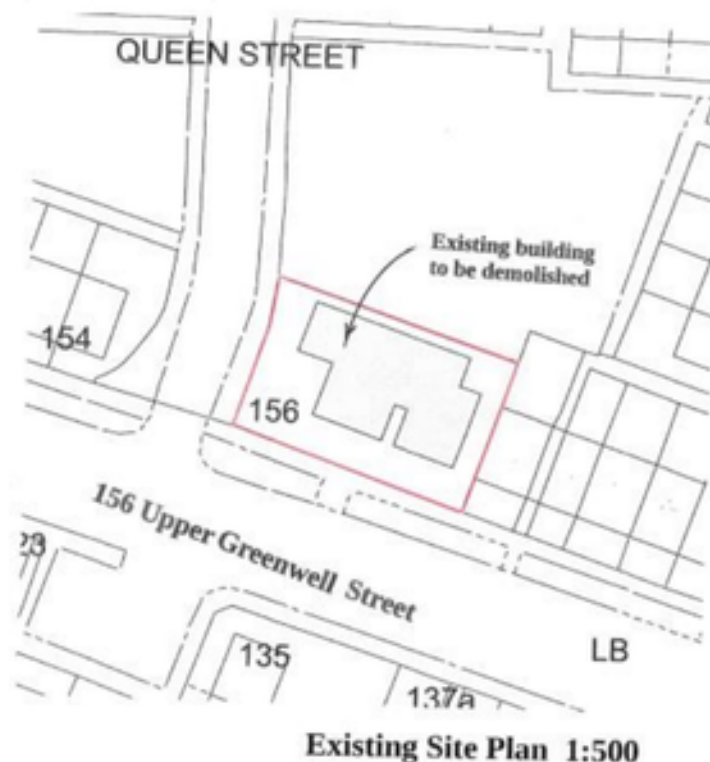 QUEEN STREET
Existing building
to be demolished
154
156
156 Upper Greenwell Street
23
135
137a
LB
Existing Site Plan 1:500